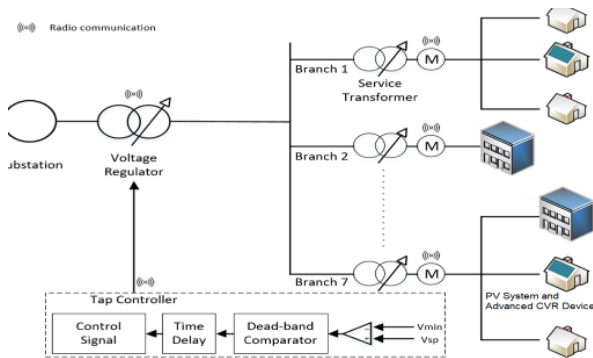 ((•)) Radio communication
Branch 1
M
Service
Transformer
ubstation
Voltage
Regulator
Branch 2
M
Branch 7
M
PV System and
Advanced CVR Device
Tap Controller
Control
Signal
Time
Delay
Dead-band
Comparator
Vmin
Vsp